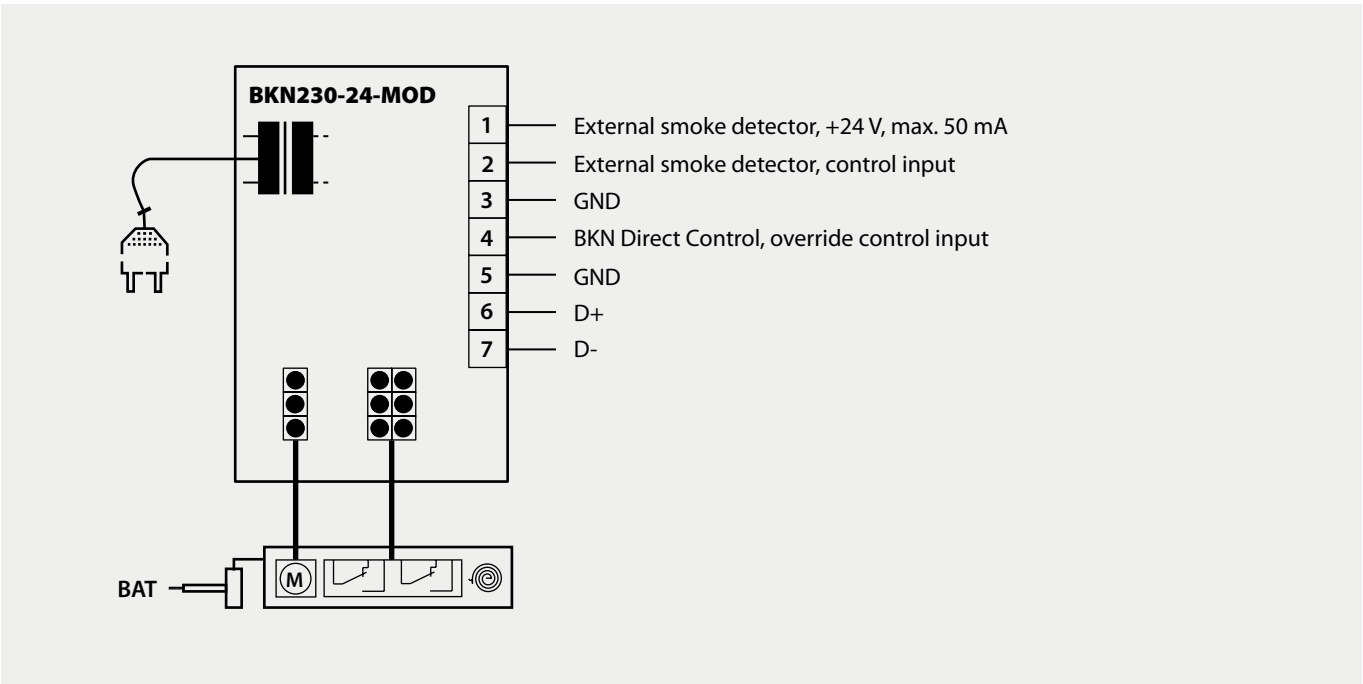 BKN230-24-MOD
1 External smoke detector, +24 V, max. 50 mA
2 External smoke detector, control input
3 GND
4 BKN Direct Control, override control input
5 GND
6 D+
7 D-
M
BAT